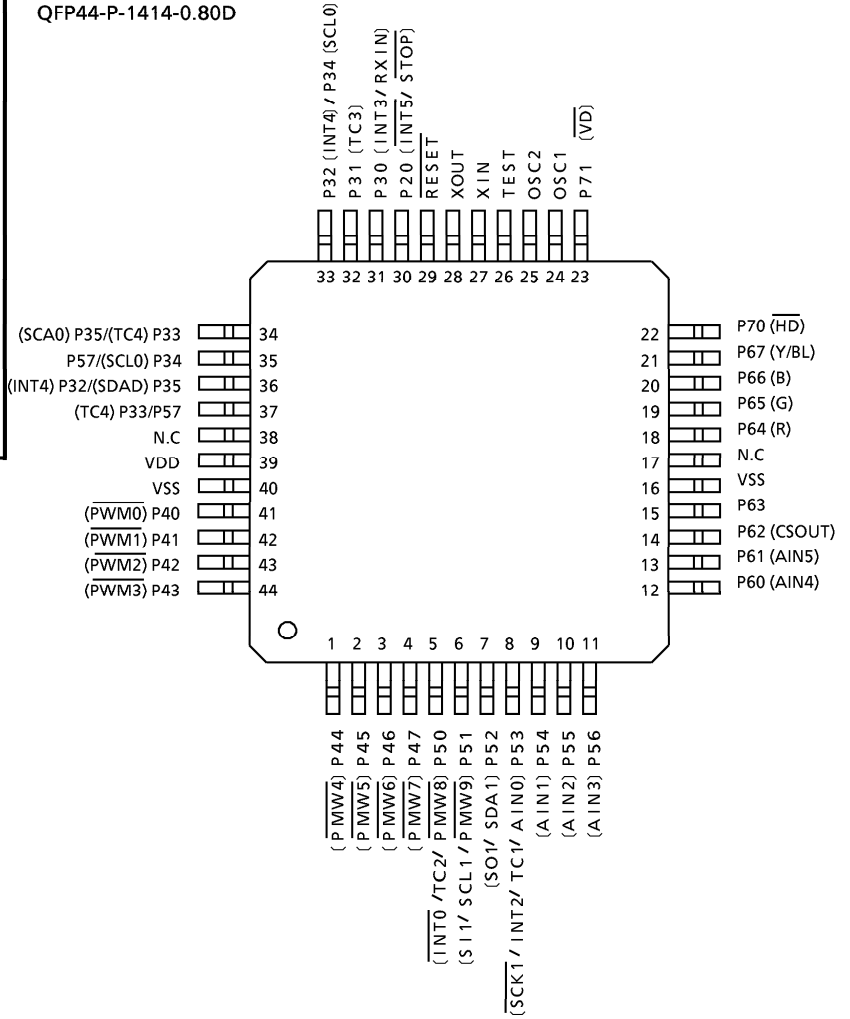 QFP44-P-1414-0.80D
P32 (INT4) / P34 (SCL0)
P31 (TC3)
P30 (INT3/ RXIN)
P20 (INT5/ STOP)
RESET
XOUT
XIN
TEST
OSC2
OSC1
P71 (VD)
33 32 31 30 29 28 27 26 25 24 23
(SCA0) P35/(TC4) P33 34
P57/(SCL0) P34 35
(INT4) P32/(SDAD) P35 36
(TC4) P33/P57 37
N.C 38
VDD 39
VSS 40
(PWM0) P40 41
(PWM1) P41 42
(PWM2) P42 43
(PWM3) P43 44
22 P70 (HD)
21 P67 (Y/BL)
20 P66 (B)
19 P65 (G)
18 P64 (R)
17 N.C
16 VSS
15 P63
14 P62 (CSOUT)
13 P61 (AIN5)
12 P60 (AIN4)
1 2 3 4 5 6 7 8 9 10 11
(PMW4) P44
(PMW5) P45
(PMW6) P46
(PMW7) P47
(INT0 /TC2/ PMW8) P50
(SI1/ SCL1 /PMW9) P51
(SO1/ SDA1) P52
(SCK1 / INT2/ TC1/ AIN0) P53
(AIN1) P54
(AIN2) P55
(AIN3) P56